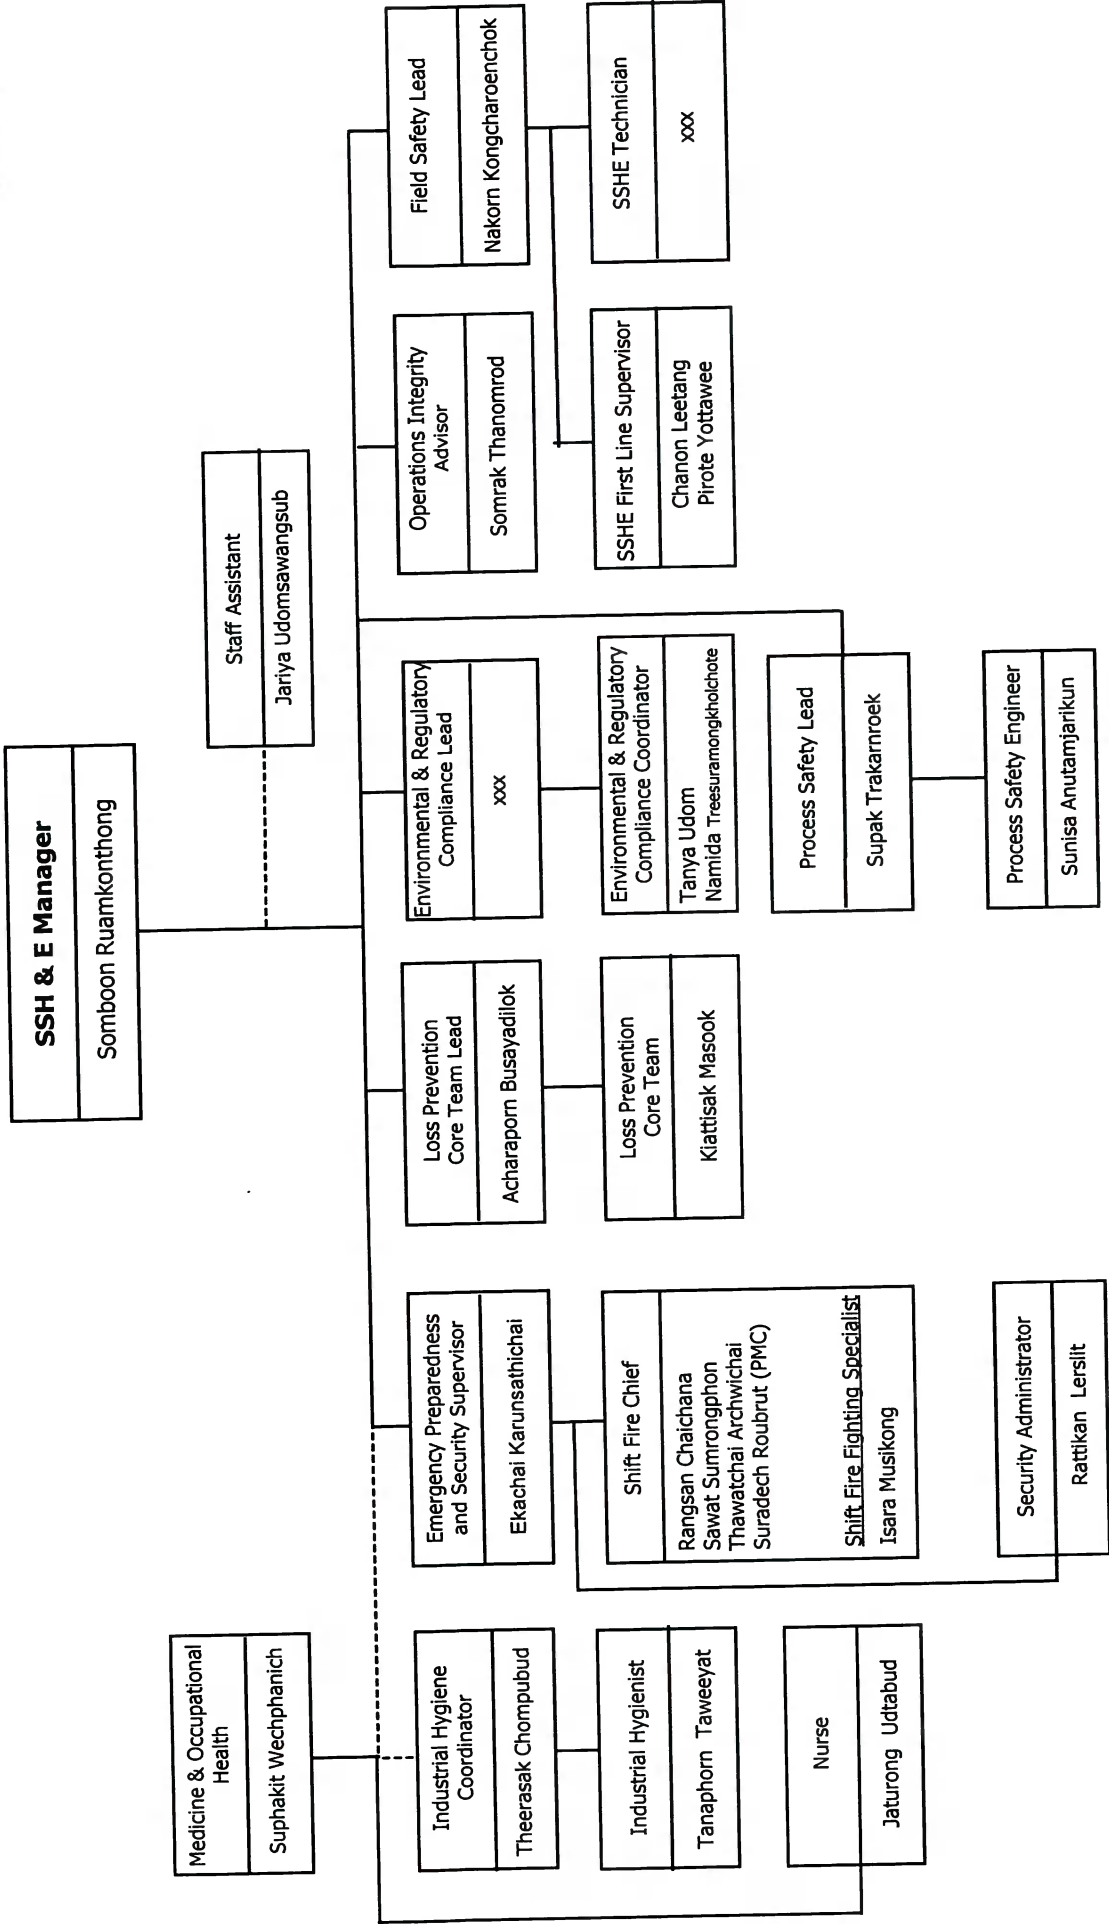 SSH & E Manager
Somboon Ruamkonthong
Staff Assistant
Jariya Udomsawangsub
Medicine & Occupational
Health
Suphakit Wechphanich
Industrial Hygiene
Coordinator
Theerasak Chompubud
Industrial Hygienist
Tanaphorn Taweeyat
Nurse
Jaturong Udtabud
Emergency Preparedness
and Security Supervisor
Ekachai Karunsathichai
Shift Fire Chief
Rangsan Chaichana
Sawat Sumrongphon
Thawatchai Archwichai
Suradech Roubrut (PMC)
Shift Fire Fighting Specialist
Isara Musikong
Security Administrator
Rattikan Lerslit
Loss Prevention
Core Team Lead
Acharaporn Busayadilok
Loss Prevention
Core Team
Kiattisak Masook
Environmental & Regulatory
Compliance Lead
xxx
Environmental & Regulatory
Compliance Coordinator
Tanya Udom
Namida Treesuramongkholchote
Process Safety Lead
Supak Trakarnroek
Process Safety Engineer
Sunisa Anutamjarikun
Operations Integrity
Advisor
Somrak Thanomrod
Field Safety Lead
Nakorn Kongcharoenchok
SSHE First Line Supervisor
Chanon Leetang
Pirote Yottawee
SSHE Technician
xxx